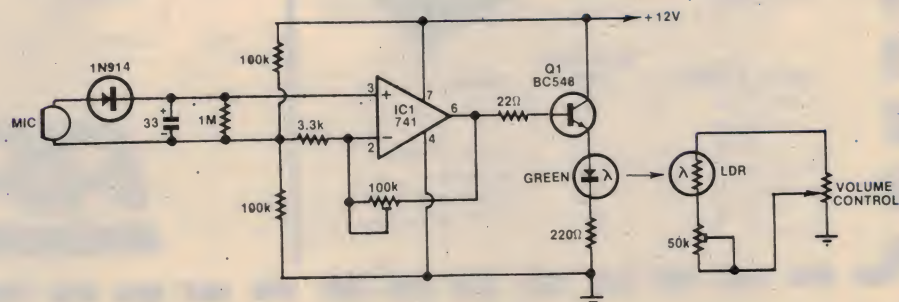 +12V
100k
1N914
Q1
BC548
3
+
7
IC1
741
6
22Ω
MIC
+
33
-
1M
3.3k
-
2
4
GREEN
λ
λ
LDR
VOLUME
CONTROL
100k
100k
220Ω
50k